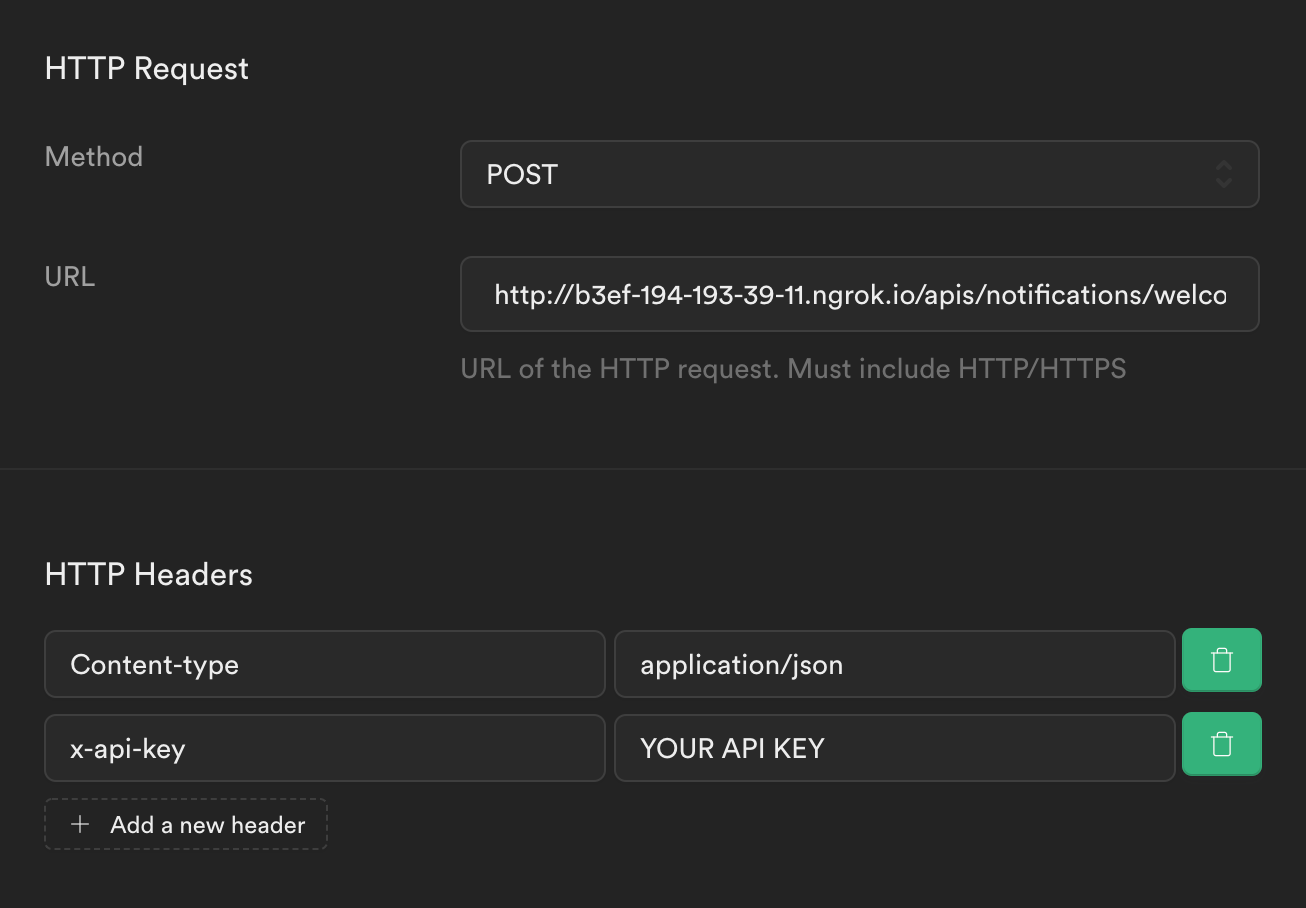 HTTP Request
Method
POST
URL
http://b3ef-194-193-39-11.ngrok.io/apis/notifications/welco
URL of the HTTP request. Must include HTTP/HTTPS
HTTP Headers
Content-type
application/json
x-api-key
YOUR API KEY
Add a new header